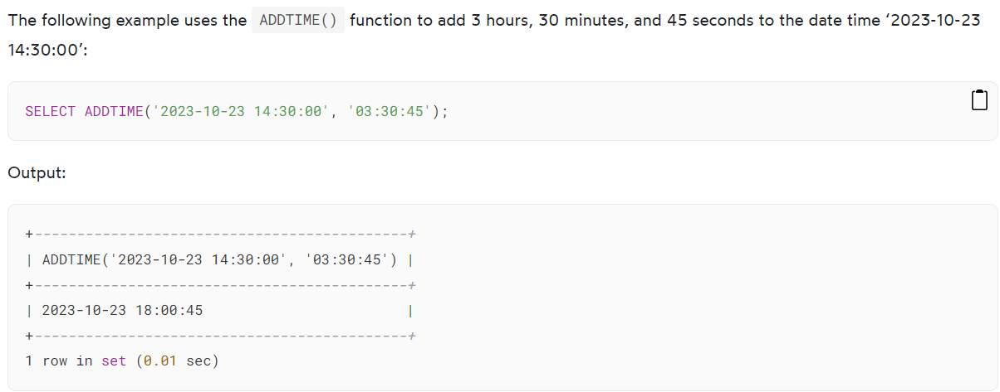 The following example uses the ADDTIME() function to add 3 hours, 30 minutes, and 45 seconds to the date time ‘2023-10-23
14:30:00’:
SELECT ADDTIME('2023-10-23 14:30:00', '03:30:45');
Output:
+--------------------------------------------+
| ADDTIME('2023-10-23 14:30:00', '03:30:45') |
+--------------------------------------------+
| 2023-10-23 18:00:45                        |
+--------------------------------------------+
1 row in set (0.01 sec)